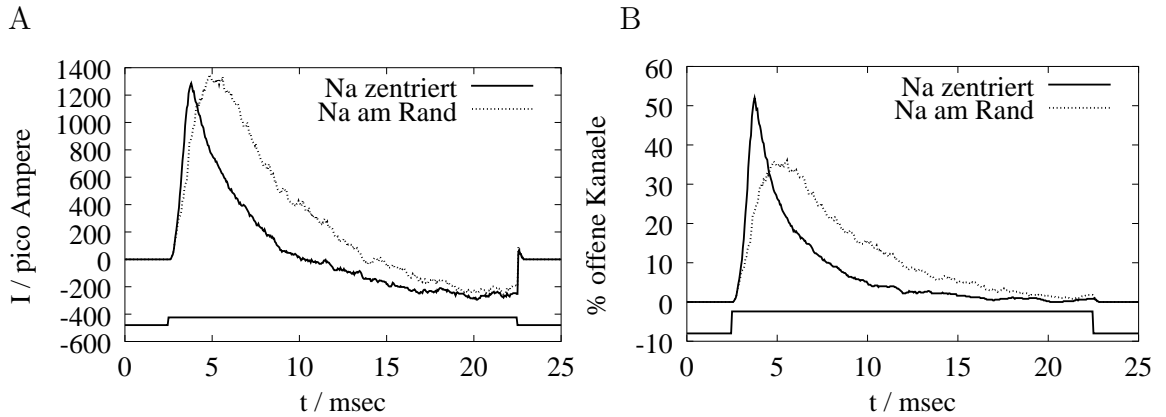 A
I / pico Ampere
1400
1200
1000
800
600
400
200
0
-200
-400
-600
Na zentriert
Na am Rand
0 5 10 15 20 25
t / msec
B
% offene Kanaele
60
50
40
30
20
10
0
-10
Na zentriert
Na am Rand
0 5 10 15 20 25
t / msec